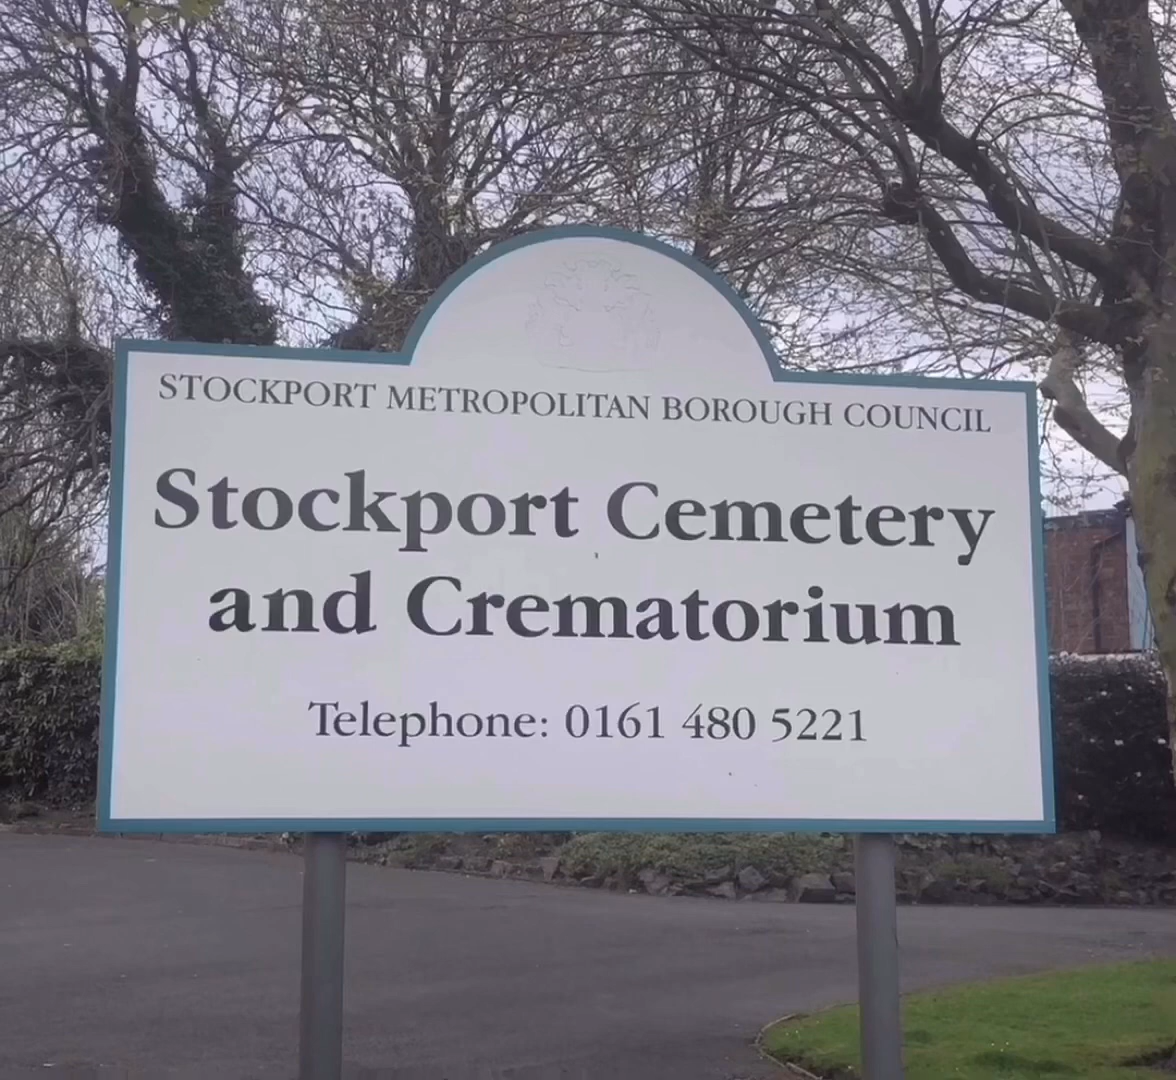 STOCKPORT METROPOLITAN BOROUGH COUNCIL
Stockport Cemetery
and Crematorium
Telephone: 0161 480 5221